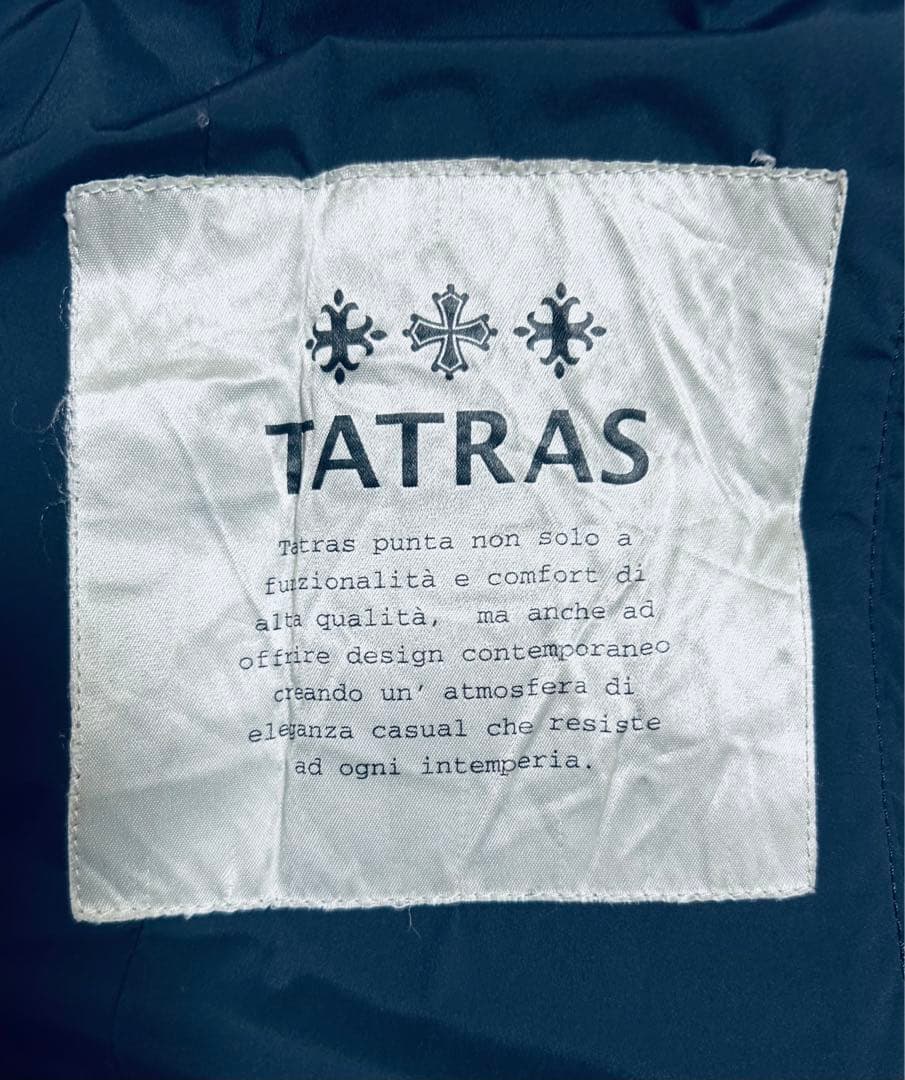 TATRAS
Tatras punta non solo a
funzionalità e comfort di
alta qualità, ma anche ad
offrire design contemporaneo
creando un' atmosfera di
eleganza casual che resiste
ad ogni intemperia.